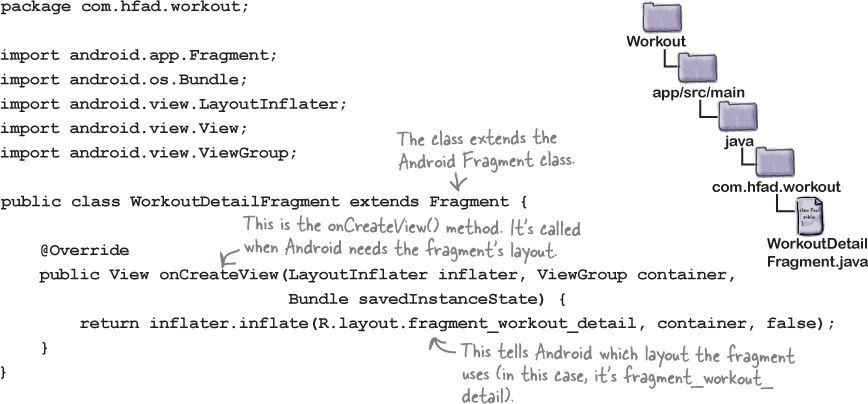 package com.hfad.workout;
import android.app.Fragment;
import android.os.Bundle;
import android.view.LayoutInflater;
import android.view.View;
import android.view.ViewGroup;
The class extends the
Android Fragment class.
public class WorkoutDetailFragment extends Fragment {
This is the onCreateView() method. It's called
when Android needs the fragment's layout.
@Override
public View onCreateView(LayoutInflater inflater, ViewGroup container,
Bundle savedInstanceState) {
return inflater.inflate(R.layout.fragment_workout_detail, container, false);
}
This tells Android which layout the fragment
uses (in this case, it's fragment_workout_
detail).
}
Workout
app/src/main
java
com.hfad.workout
WorkoutDetail
Fragment.java